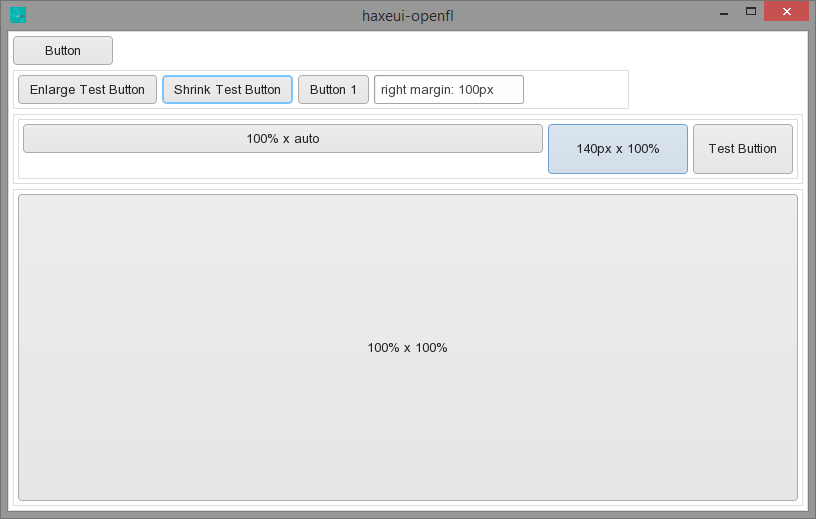 haxeui-openfl
Button
Enlarge Test Button Shrink Test Button Button 1 right margin: 100px
100% x auto 140px x 100% Test Buttion
100% x 100%